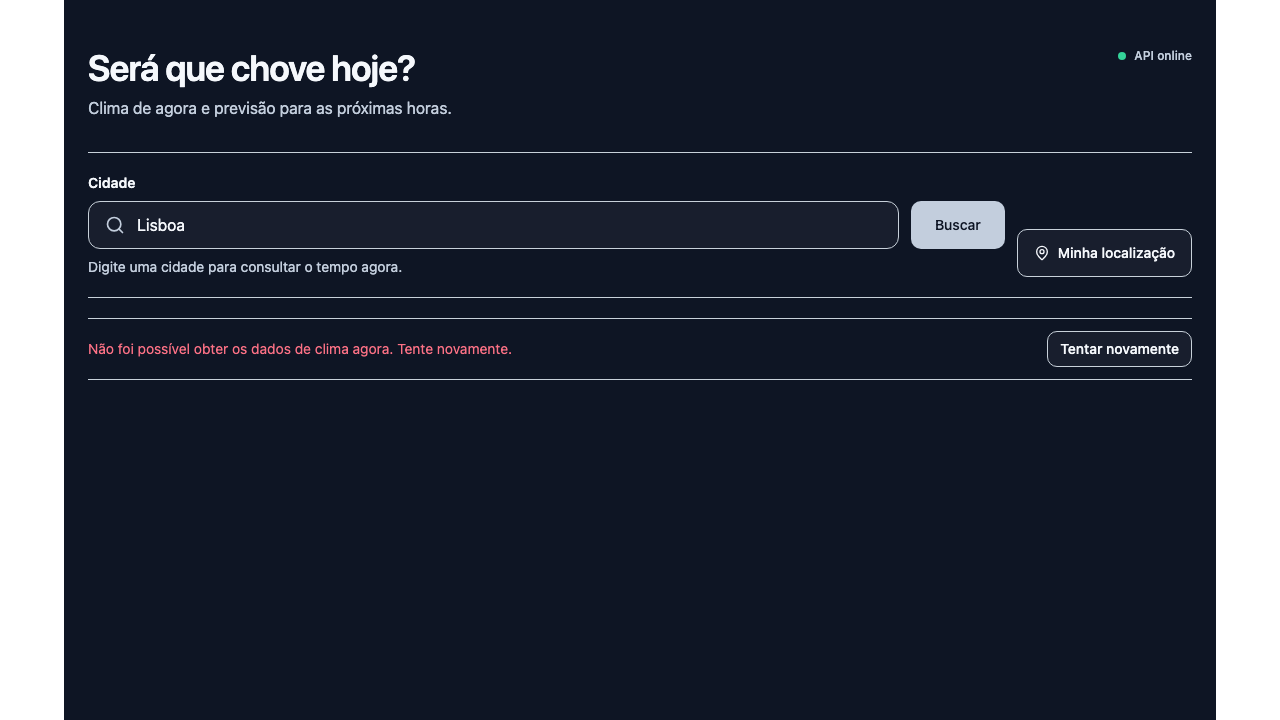 Será que chove hoje?
API online
Clima de agora e previsão para as próximas horas.
Cidade
Lisboa
Buscar
Minha localização
Digite uma cidade para consultar o tempo agora.
Não foi possível obter os dados de clima agora. Tente novamente.
Tentar novamente